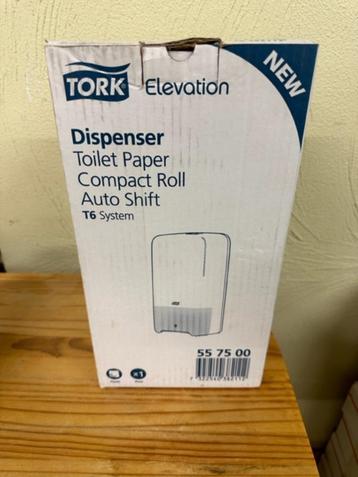 TORK Elevation
NEW
Dispenser
Toilet Paper
Compact Roll
Auto Shift
T6 System
55 75 00
x1